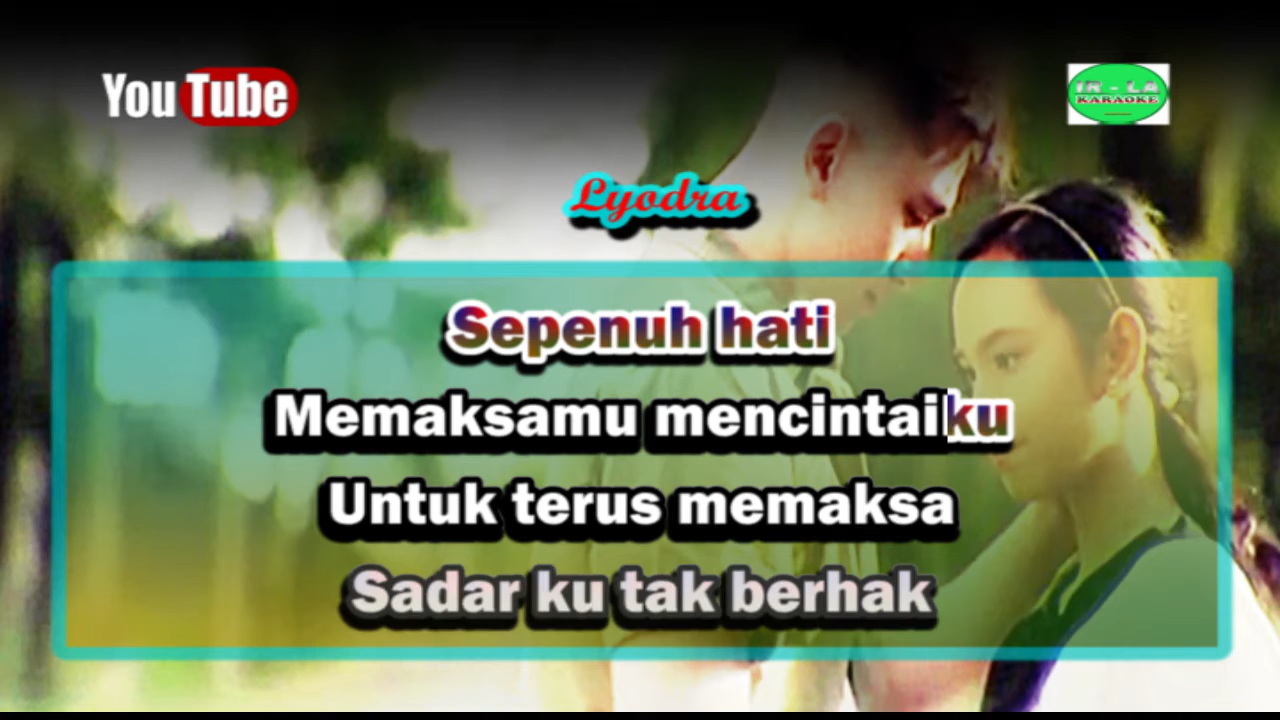 YouTube
IR - LA
KARAOKE
Lyodra
Sepenuh hati
Memaksamu mencintaiku
Untuk terus memaksa
Sadar ku tak berhak